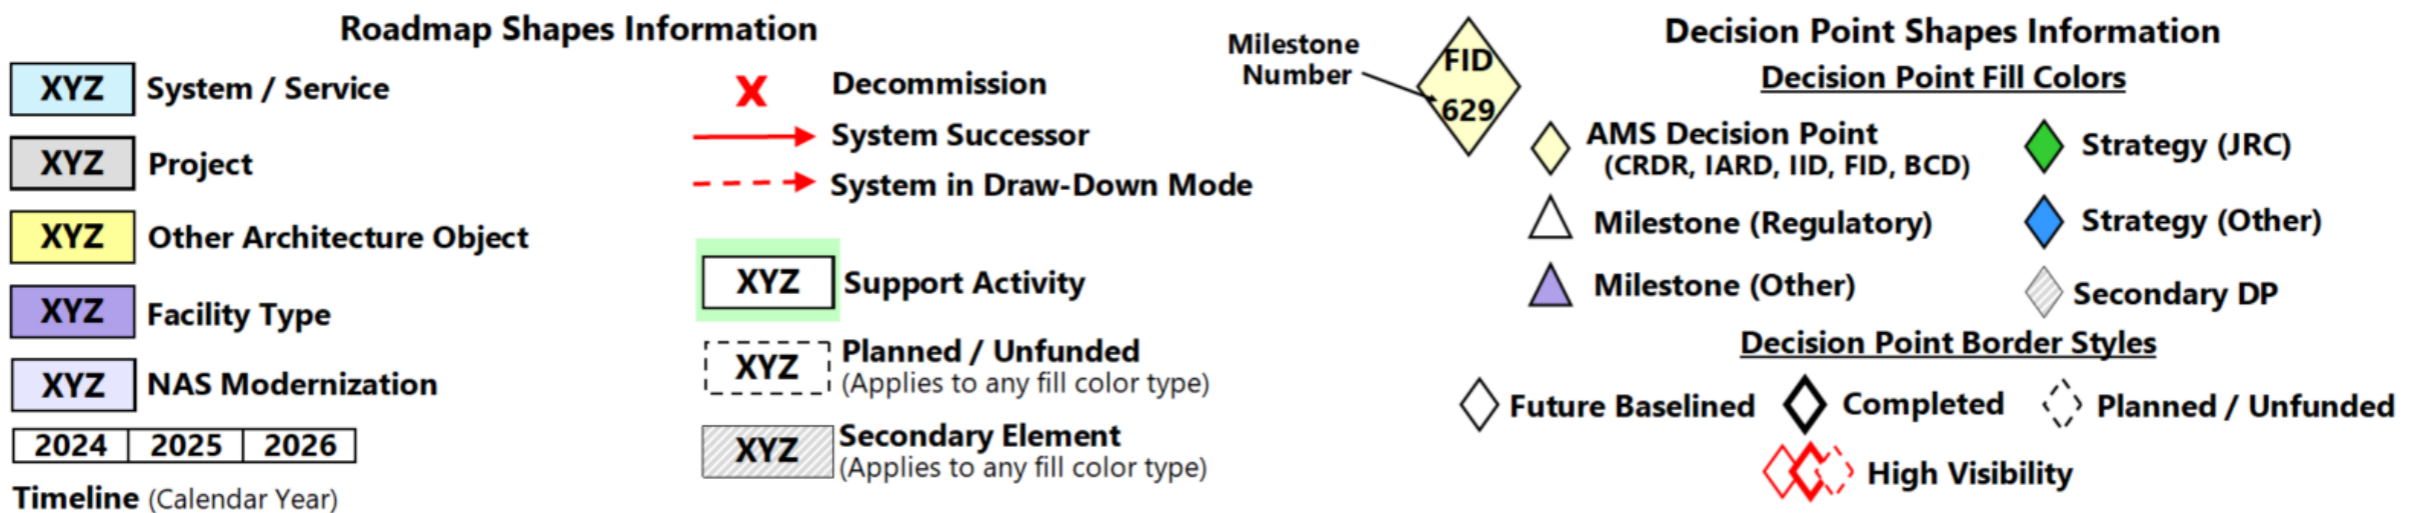 Roadmap Shapes Information
XYZ System / Service
XYZ Project
XYZ Other Architecture Object
XYZ Facility Type
XYZ NAS Modernization
2024 2025 2026
Timeline (Calendar Year)
X Decommission
System Successor
System in Draw-Down Mode
XYZ Support Activity
XYZ Planned / Unfunded
(Applies to any fill color type)
XYZ Secondary Element
(Applies to any fill color type)
Milestone
Number
FID
629
Decision Point Shapes Information
Decision Point Fill Colors
AMS Decision Point
(CRDR, IARD, IID, FID, BCD)
Milestone (Regulatory)
Milestone (Other)
Strategy (JRC)
Strategy (Other)
Secondary DP
Decision Point Border Styles
Future Baselined Completed Planned / Unfunded
High Visibility